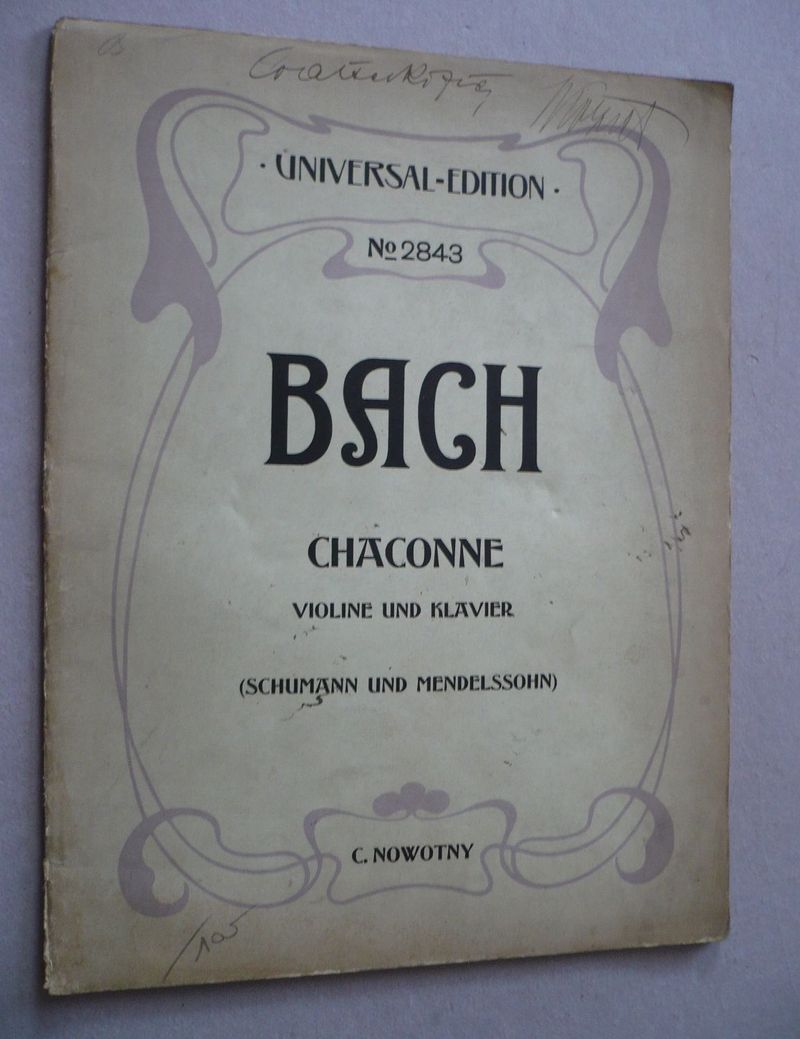 · UNIVERSAL-EDITION ·
No 2843
BACH
CHACONNE
VIOLINE UND KLAVIER
(SCHUMANN UND MENDELSSOHN)
C. NOWOTNY